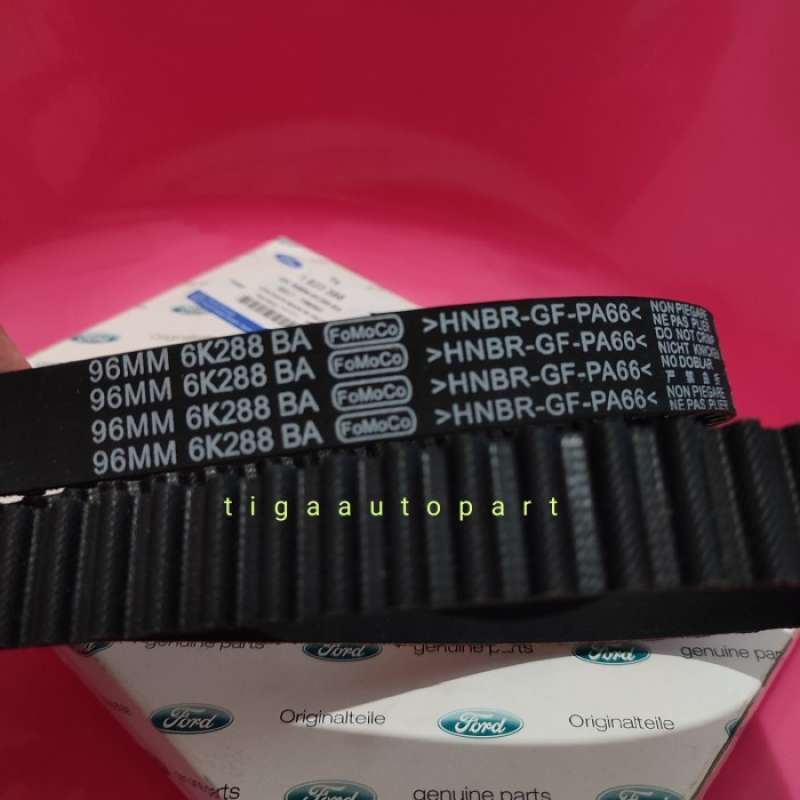 Ford
96MM 6K288 BA FoMoCo >HNBR-GF-PA66< NON PIEGARE
NE PAS PLIER
96MM 6K288 BA FoMoCo >HNBR-GF-PA66< DO NOT CRIMP
NICHT KNICKEN
96MM 6K288 BA FoMoCo >HNBR-GF-PA66< NO DOBLAR
96MM 6K288 BA FoMoCo >HNBR-GF-PA66< NON PIEGARE
NE PAS PLIER
tigaautopart
genuine parts Ford genuine parts Ford genuine par
Ford Originalteile Ford Originalteile
Ford genuine parts Ford